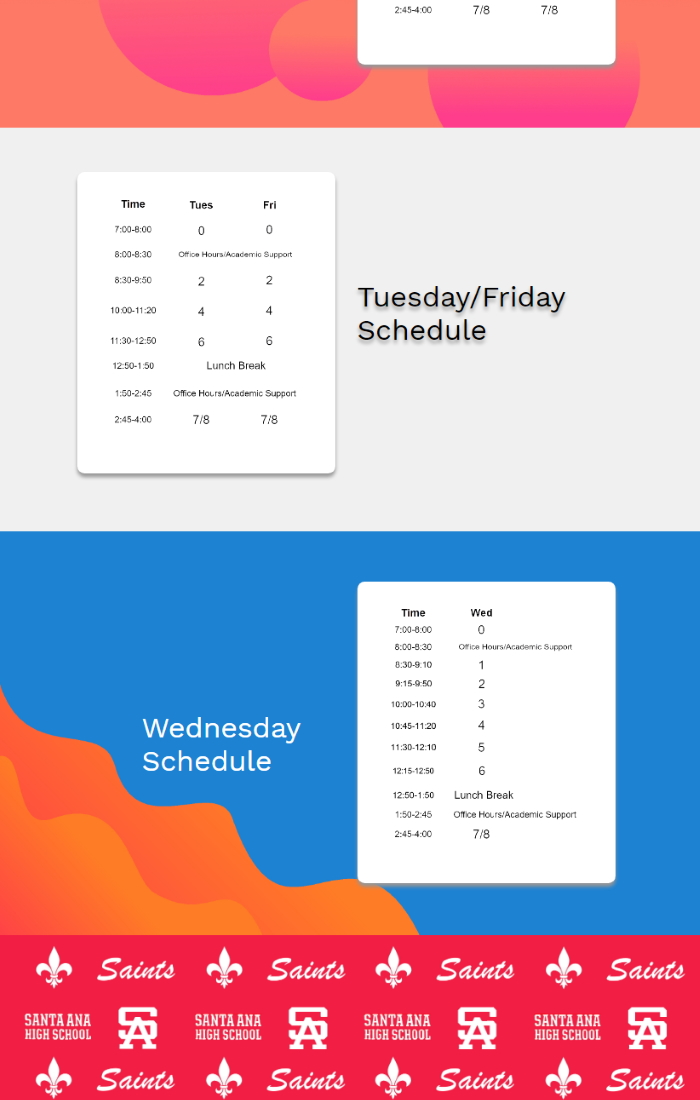 2:45-4:00 7/8 7/8
Time Tues Fri
7:00-8:00 0 0
8:00-8:30 Office Hours/Academic Support
8:30-9:50 2 2
10:00-11:20 4 4
11:30-12:50 6 6
12:50-1:50 Lunch Break
1:50-2:45 Office Hours/Academic Support
2:45-4:00 7/8 7/8
Tuesday/Friday
Schedule
Wednesday
Schedule
Time Wed
7:00-8:00 0
8:00-8:30 Office Hours/Academic Support
8:30-9:10 1
9:15-9:50 2
10:00-10:40 3
10:45-11:20 4
11:30-12:10 5
12:15-12:50 6
12:50-1:50 Lunch Break
1:50-2:45 Office Hours/Academic Support
2:45-4:00 7/8
Saints Saints Saints Saints
SANTA ANA SANTA ANA SANTA ANA SANTA ANA
HIGH SCHOOL SA HIGH SCHOOL SA HIGH SCHOOL SA HIGH SCHOOL SA
Saints Saints Saints Saints